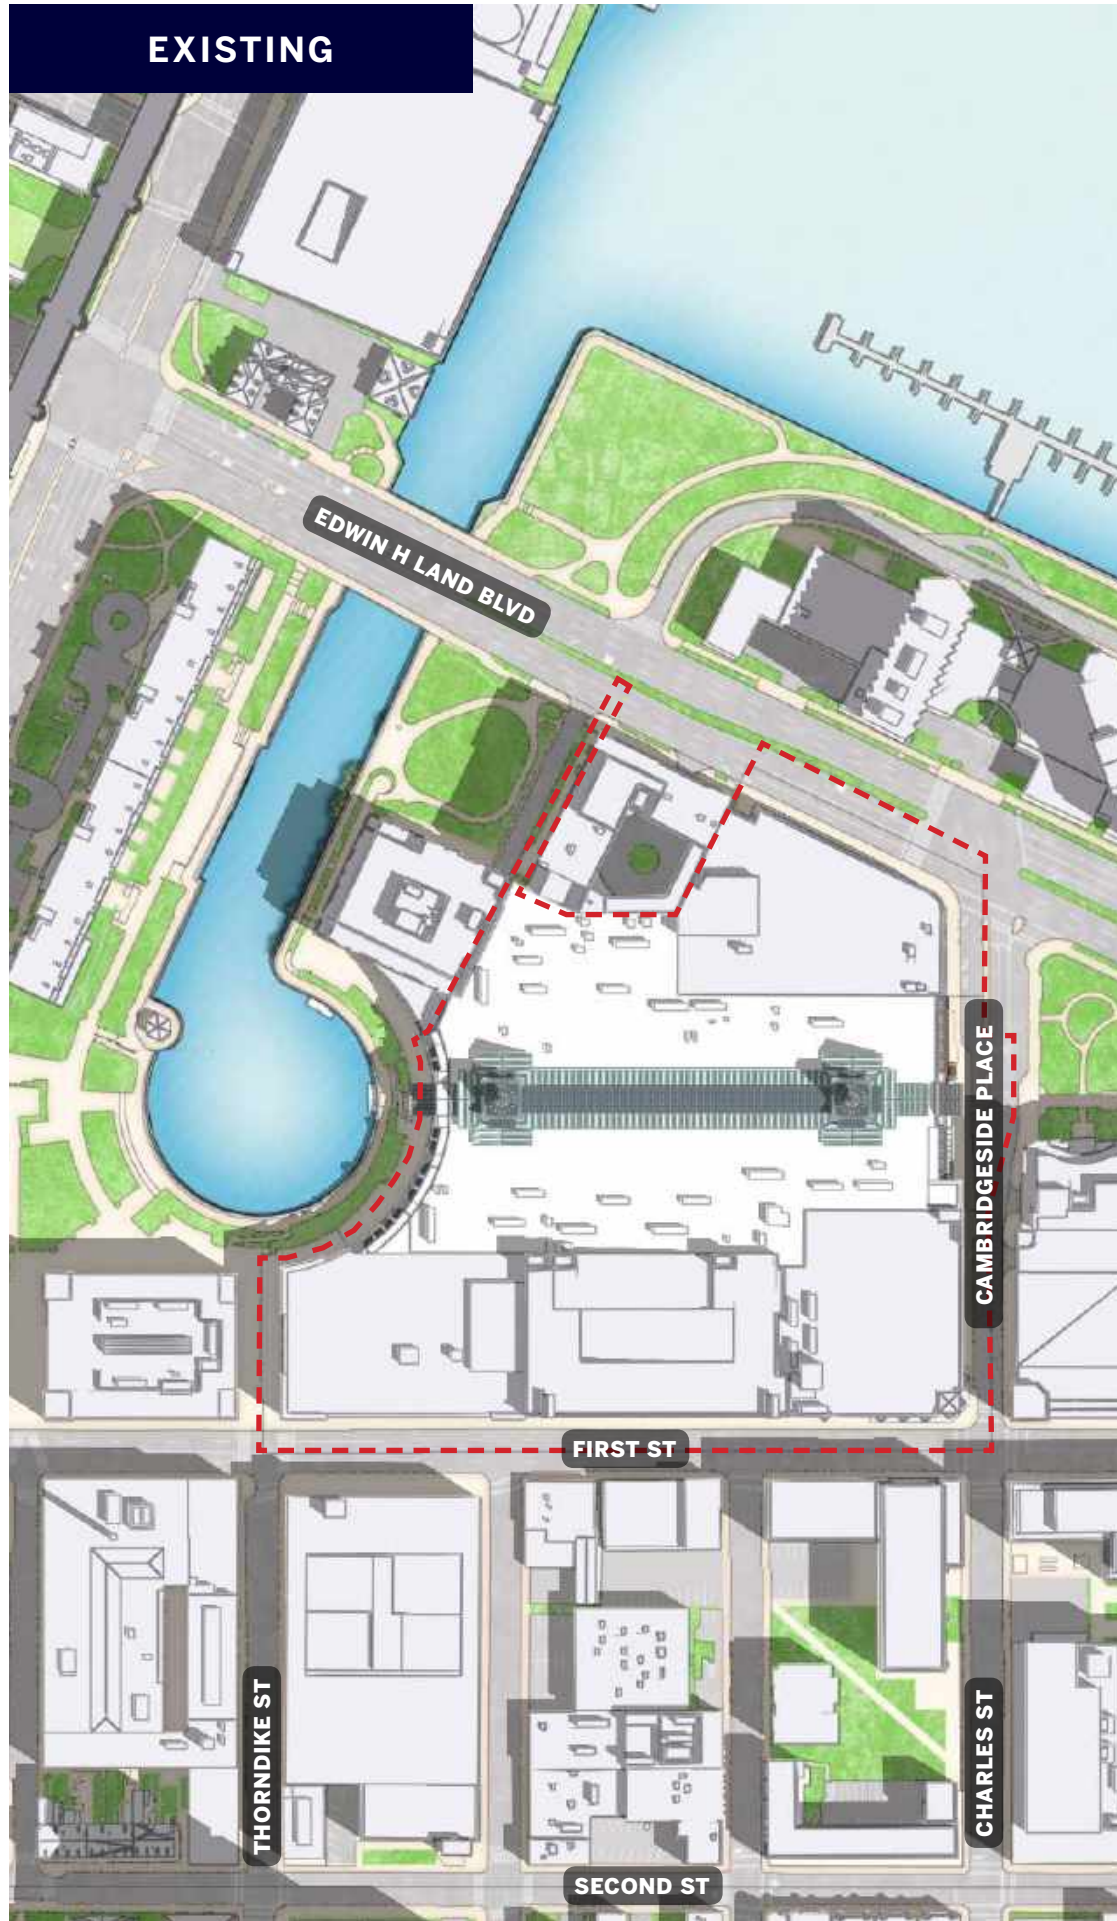 EXISTING
EDWIN H LAND BLVD
CAMBRIDGESIDE PLACE
FIRST ST
THORNDIKE ST
CHARLES ST
SECOND ST